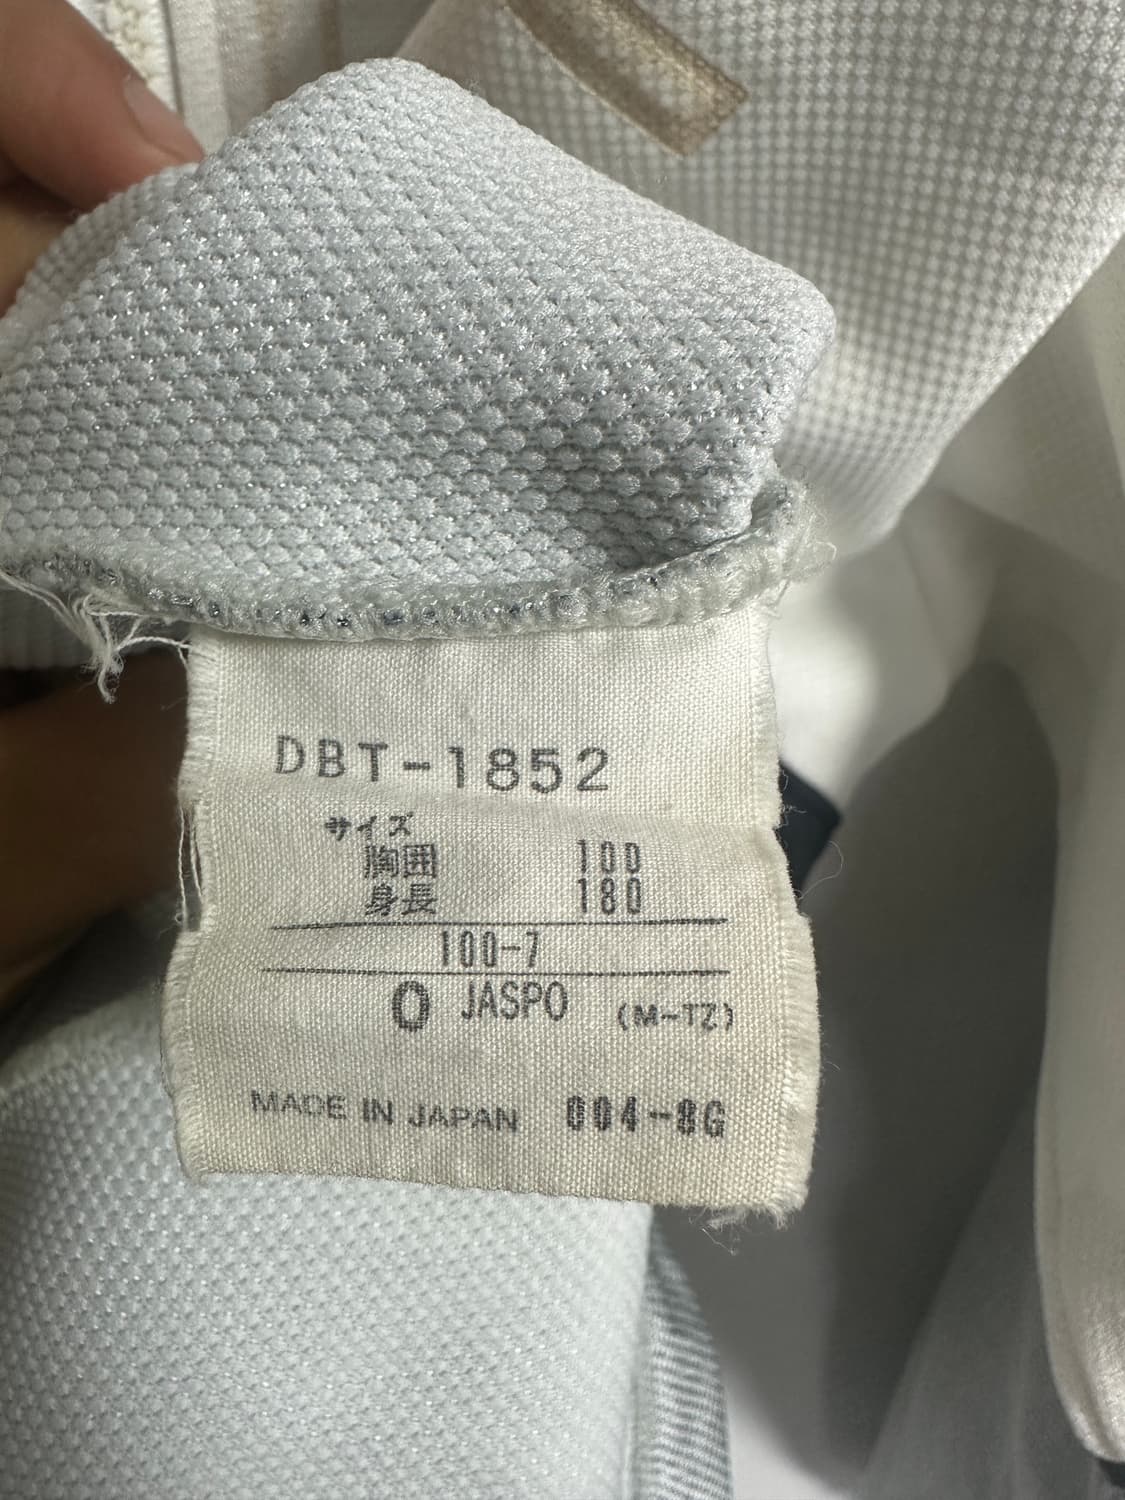 DBT-1852
サイズ
胸囲 100
身長 180
100-7
O JASPO (M-TZ)
MADE IN JAPAN 004-8G